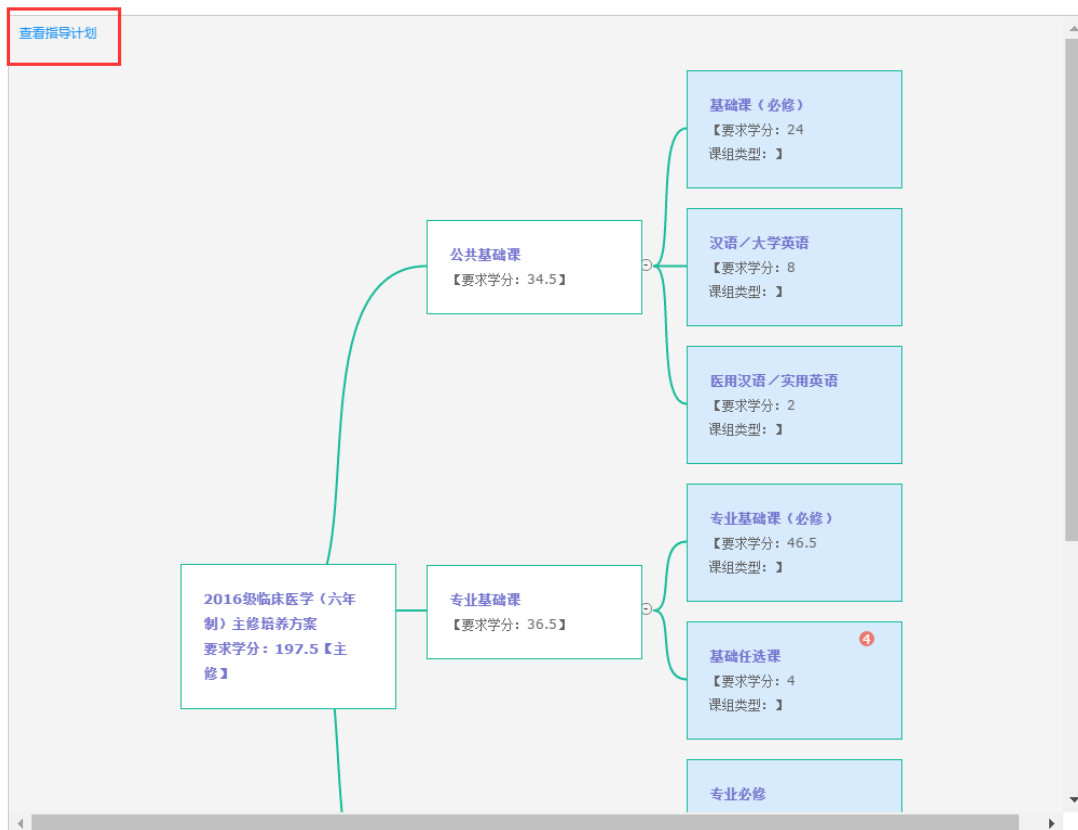 查看指导计划
基础课（必修）
【要求学分：24
课组类型：】
汉语／大学英语
【要求学分：8
课组类型：】
公共基础课
【要求学分：34.5】
医用汉语／实用英语
【要求学分：2
课组类型：】
专业基础课（必修）
【要求学分：46.5
课组类型：】
2016级临床医学（六年
制）主修培养方案
要求学分：197.5【主
修】
专业基础课
【要求学分：36.5】
4
基础任选课
【要求学分：4
课组类型：】
专业必修